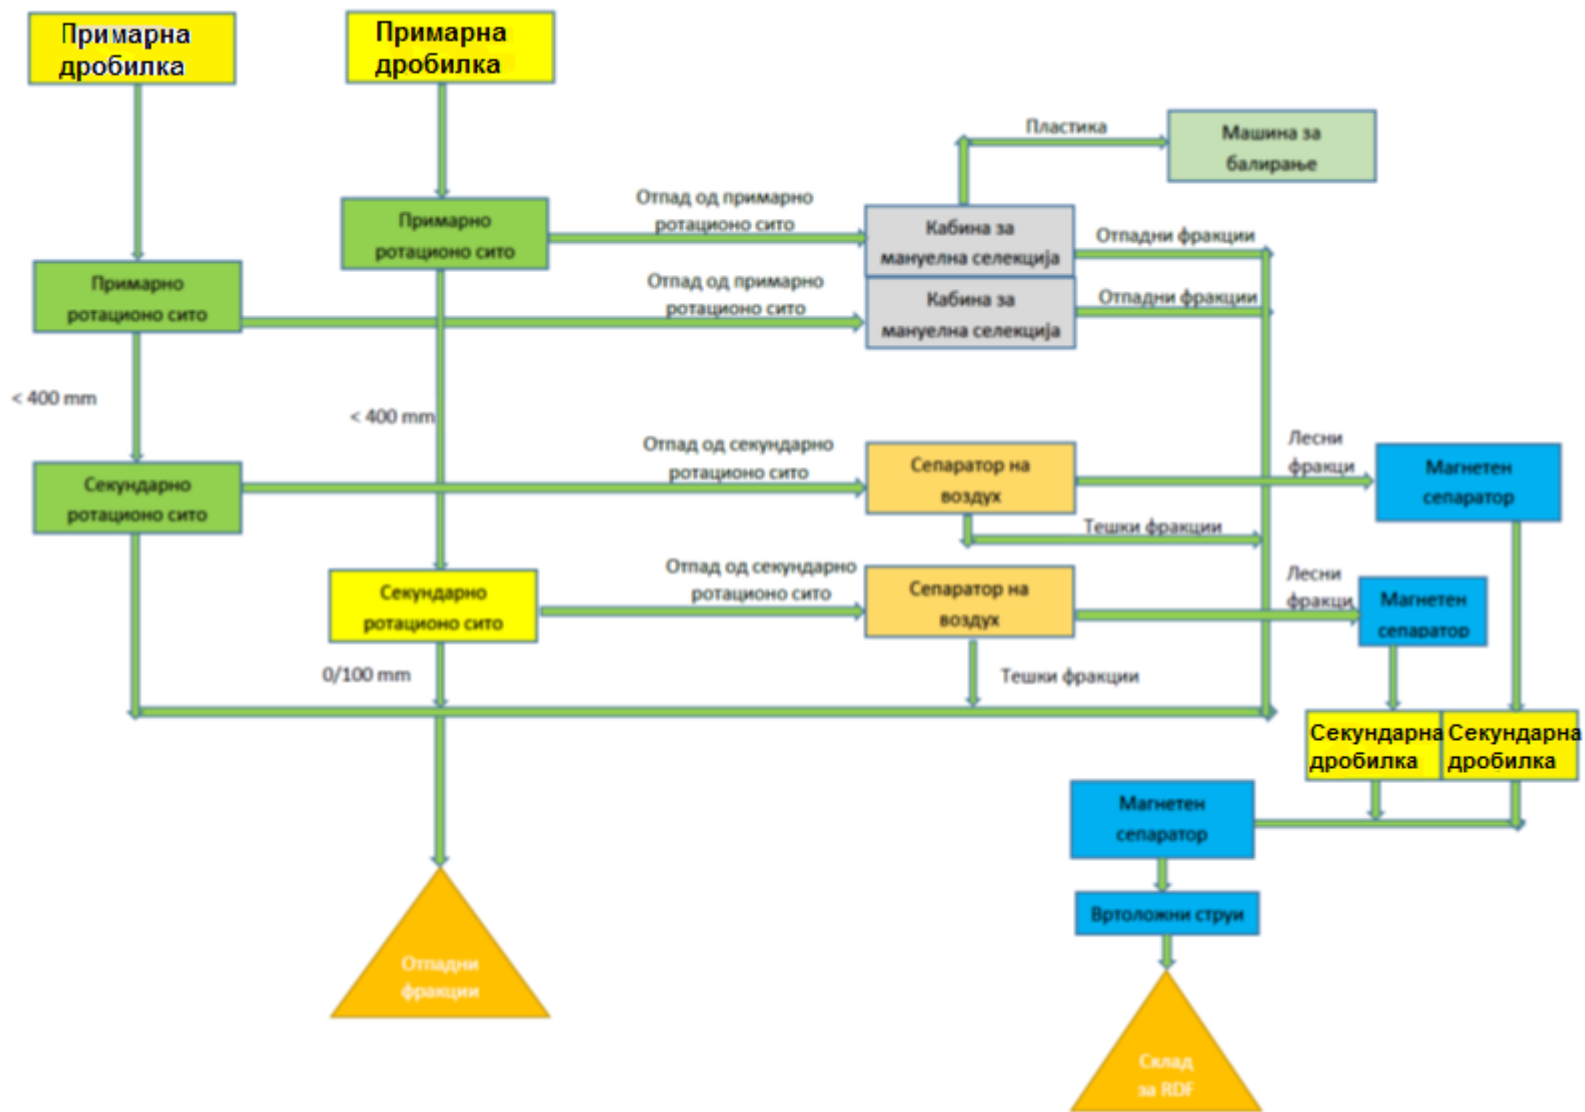 Примарна
дробилка
Примарна
дробилка
Пластика
Машина за
балирање
Отпад од примарно
ротационо сито
Примарно
ротационо сито
Кабина за
мануелна селекција
Отпадни фракции
Примарно
ротационо сито
Отпад од примарно
ротационо сито
Кабина за
мануелна селекција
Отпадни фракции
< 400 mm
< 400 mm
Отпад од секундарно
ротационо сито
Лесни
фракци
Секундарно
ротационо сито
Сепаратор на
воздух
Магнетен
сепаратор
Тешки фракции
Отпад од секундарно
ротационо сито
Лесни
фракци
Секундарно
ротационо сито
Сепаратор на
воздух
Магнетен
сепаратор
0/100 mm
Тешки фракции
Секундарна
дробилка
Секундарна
дробилка
Магнетен
сепаратор
Вртоложни струи
Отпадни
фракции
Склад
за RDF